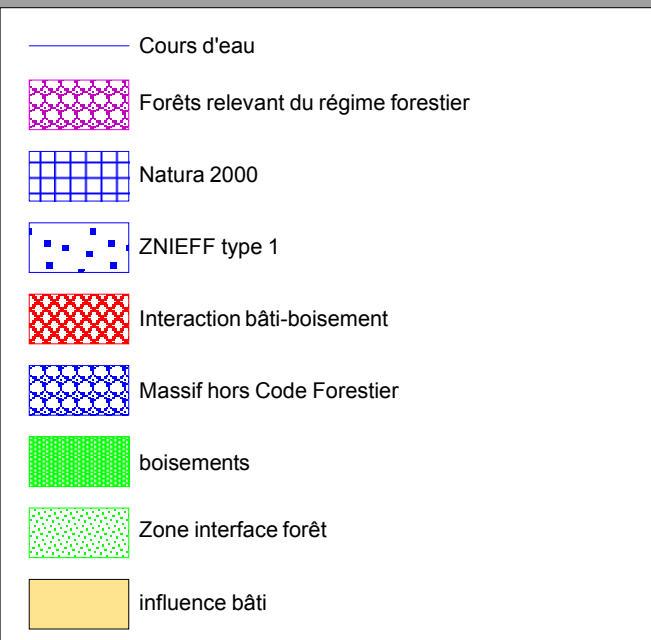 Cours d'eau
Forêts relevant du régime forestier
Natura 2000
ZNIEFF type 1
Interaction bâti-boisement
Massif hors Code Forestier
boisements
Zone interface forêt
influence bâti